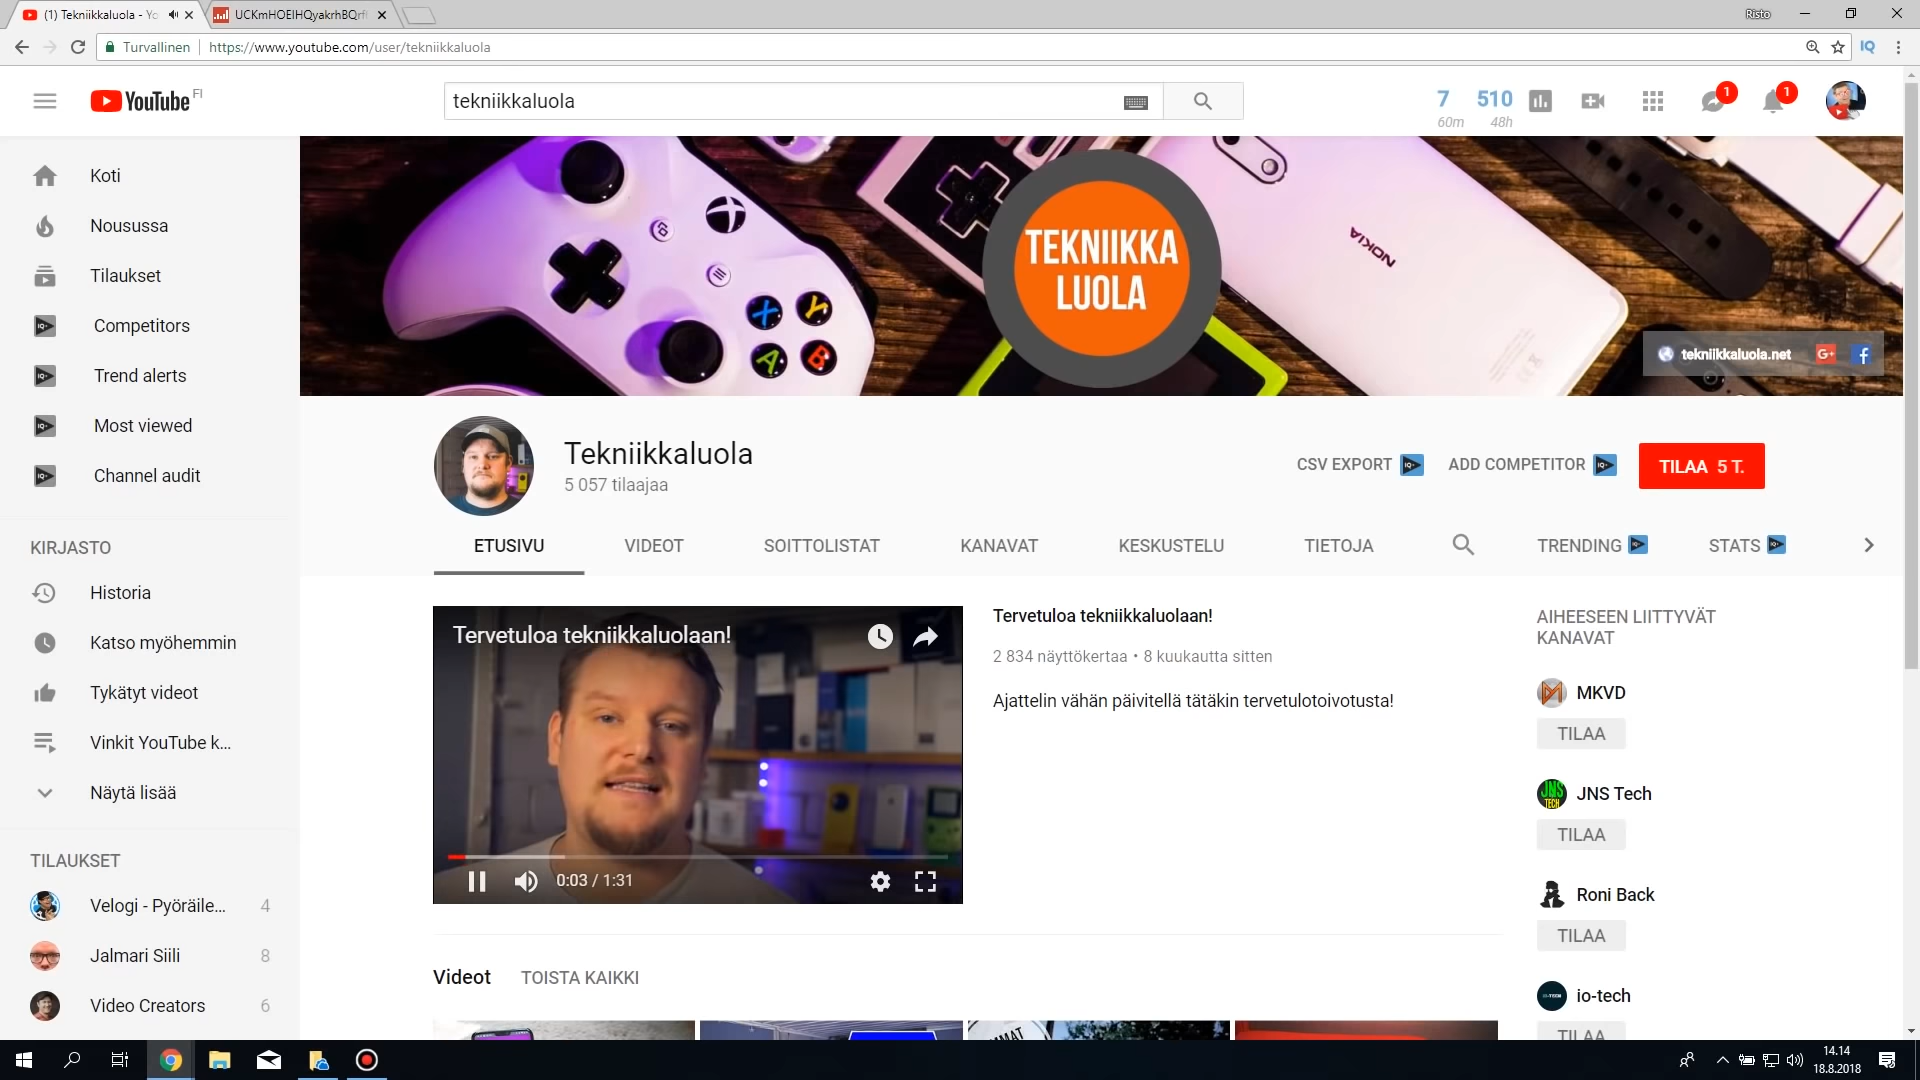 (1) Tekniikkaluola - Yo
UCKmHOEIHQyakrhBQrf
Risto
Turvallinen
https://www.youtube.com/user/tekniikkaluola
IQ
YouTube FI
tekniikkaluola
7 510
60m 48h
1
1
Koti
Nousussa
Tilaukset
Competitors
Trend alerts
Most viewed
Channel audit
KIRJASTO
Historia
Katso myöhemmin
Tykätyt videot
Vinkit YouTube k...
Näytä lisää
TILAUKSET
Velogi - Pyöräile... 4
Jalmari Siili 8
Video Creators 6
X
Y
A
B
TEKNIIKKA
LUOLA
NOKIA
tekniikkaluola.net
G+
Tekniikkaluola
5 057 tilaajaa
CSV EXPORT
ADD COMPETITOR
TILAA 5 T.
ETUSIVU VIDEOT SOITTOLISTAT KANAVAT KESKUSTELU TIETOJA TRENDING STATS
Tervetuloa tekniikkaluolaan!
0:03 / 1:31
Tervetuloa tekniikkaluolaan!
2 834 näyttökertaa • 8 kuukautta sitten
Ajattelin vähän päivitellä tätäkin tervetulotoivotusta!
AIHEESEEN LIITTYVÄT
KANAVAT
MKVD
TILAA
JNS
TECH
JNS Tech
TILAA
Roni Back
TILAA
io-tech
TILAA
Videot TOISTA KAIKKI
14.14
18.8.2018